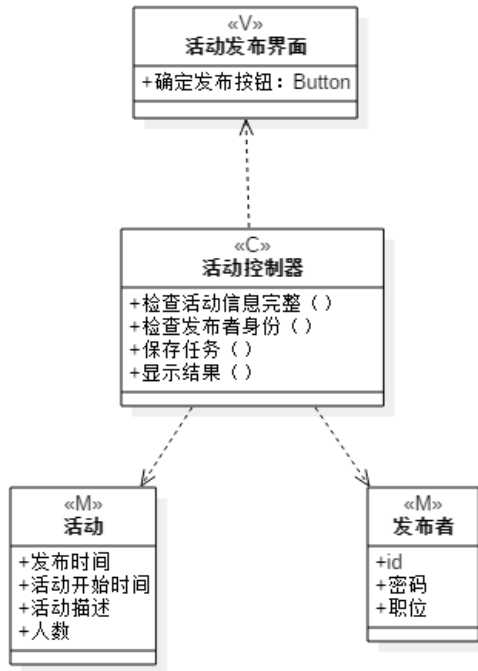 «V»
活动发布界面
+确定发布按钮：Button
«C»
活动控制器
+检查活动信息完整（）
+检查发布者身份（）
+保存任务（）
+显示结果（）
«M»
活动
+发布时间
+活动开始时间
+活动描述
+人数
«M»
发布者
+id
+密码
+职位